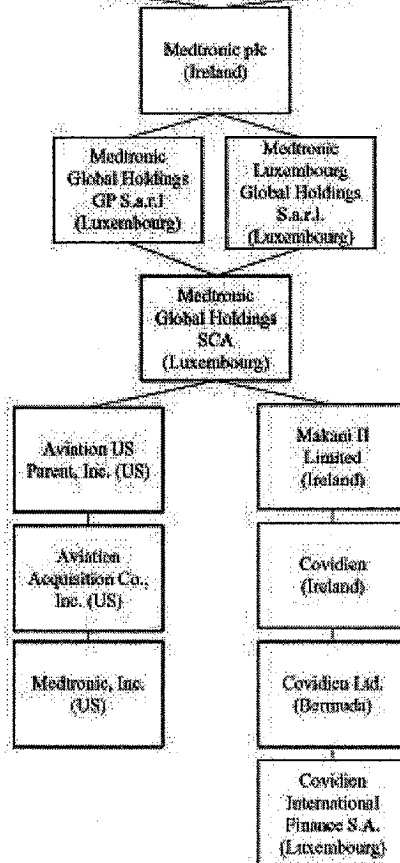 Medtronic plc
(Ireland)
Medtronic
Global Holdings
GP S.a.r.l
(Luxembourg)
Medtronic
Luxembourg
Global Holdings
S.a.r.l.
(Luxembourg)
Medtronic
Global Holdings
SCA
(Luxembourg)
Aviation US
Parent, Inc. (US)
Makani II
Limited
(Ireland)
Aviation
Acquisition Co.,
Inc. (US)
Covidien
(Ireland)
Medtronic, Inc.
(US)
Covidien Ltd.
(Bermuda)
Covidien
International
Finance S.A.
(Luxembourg)